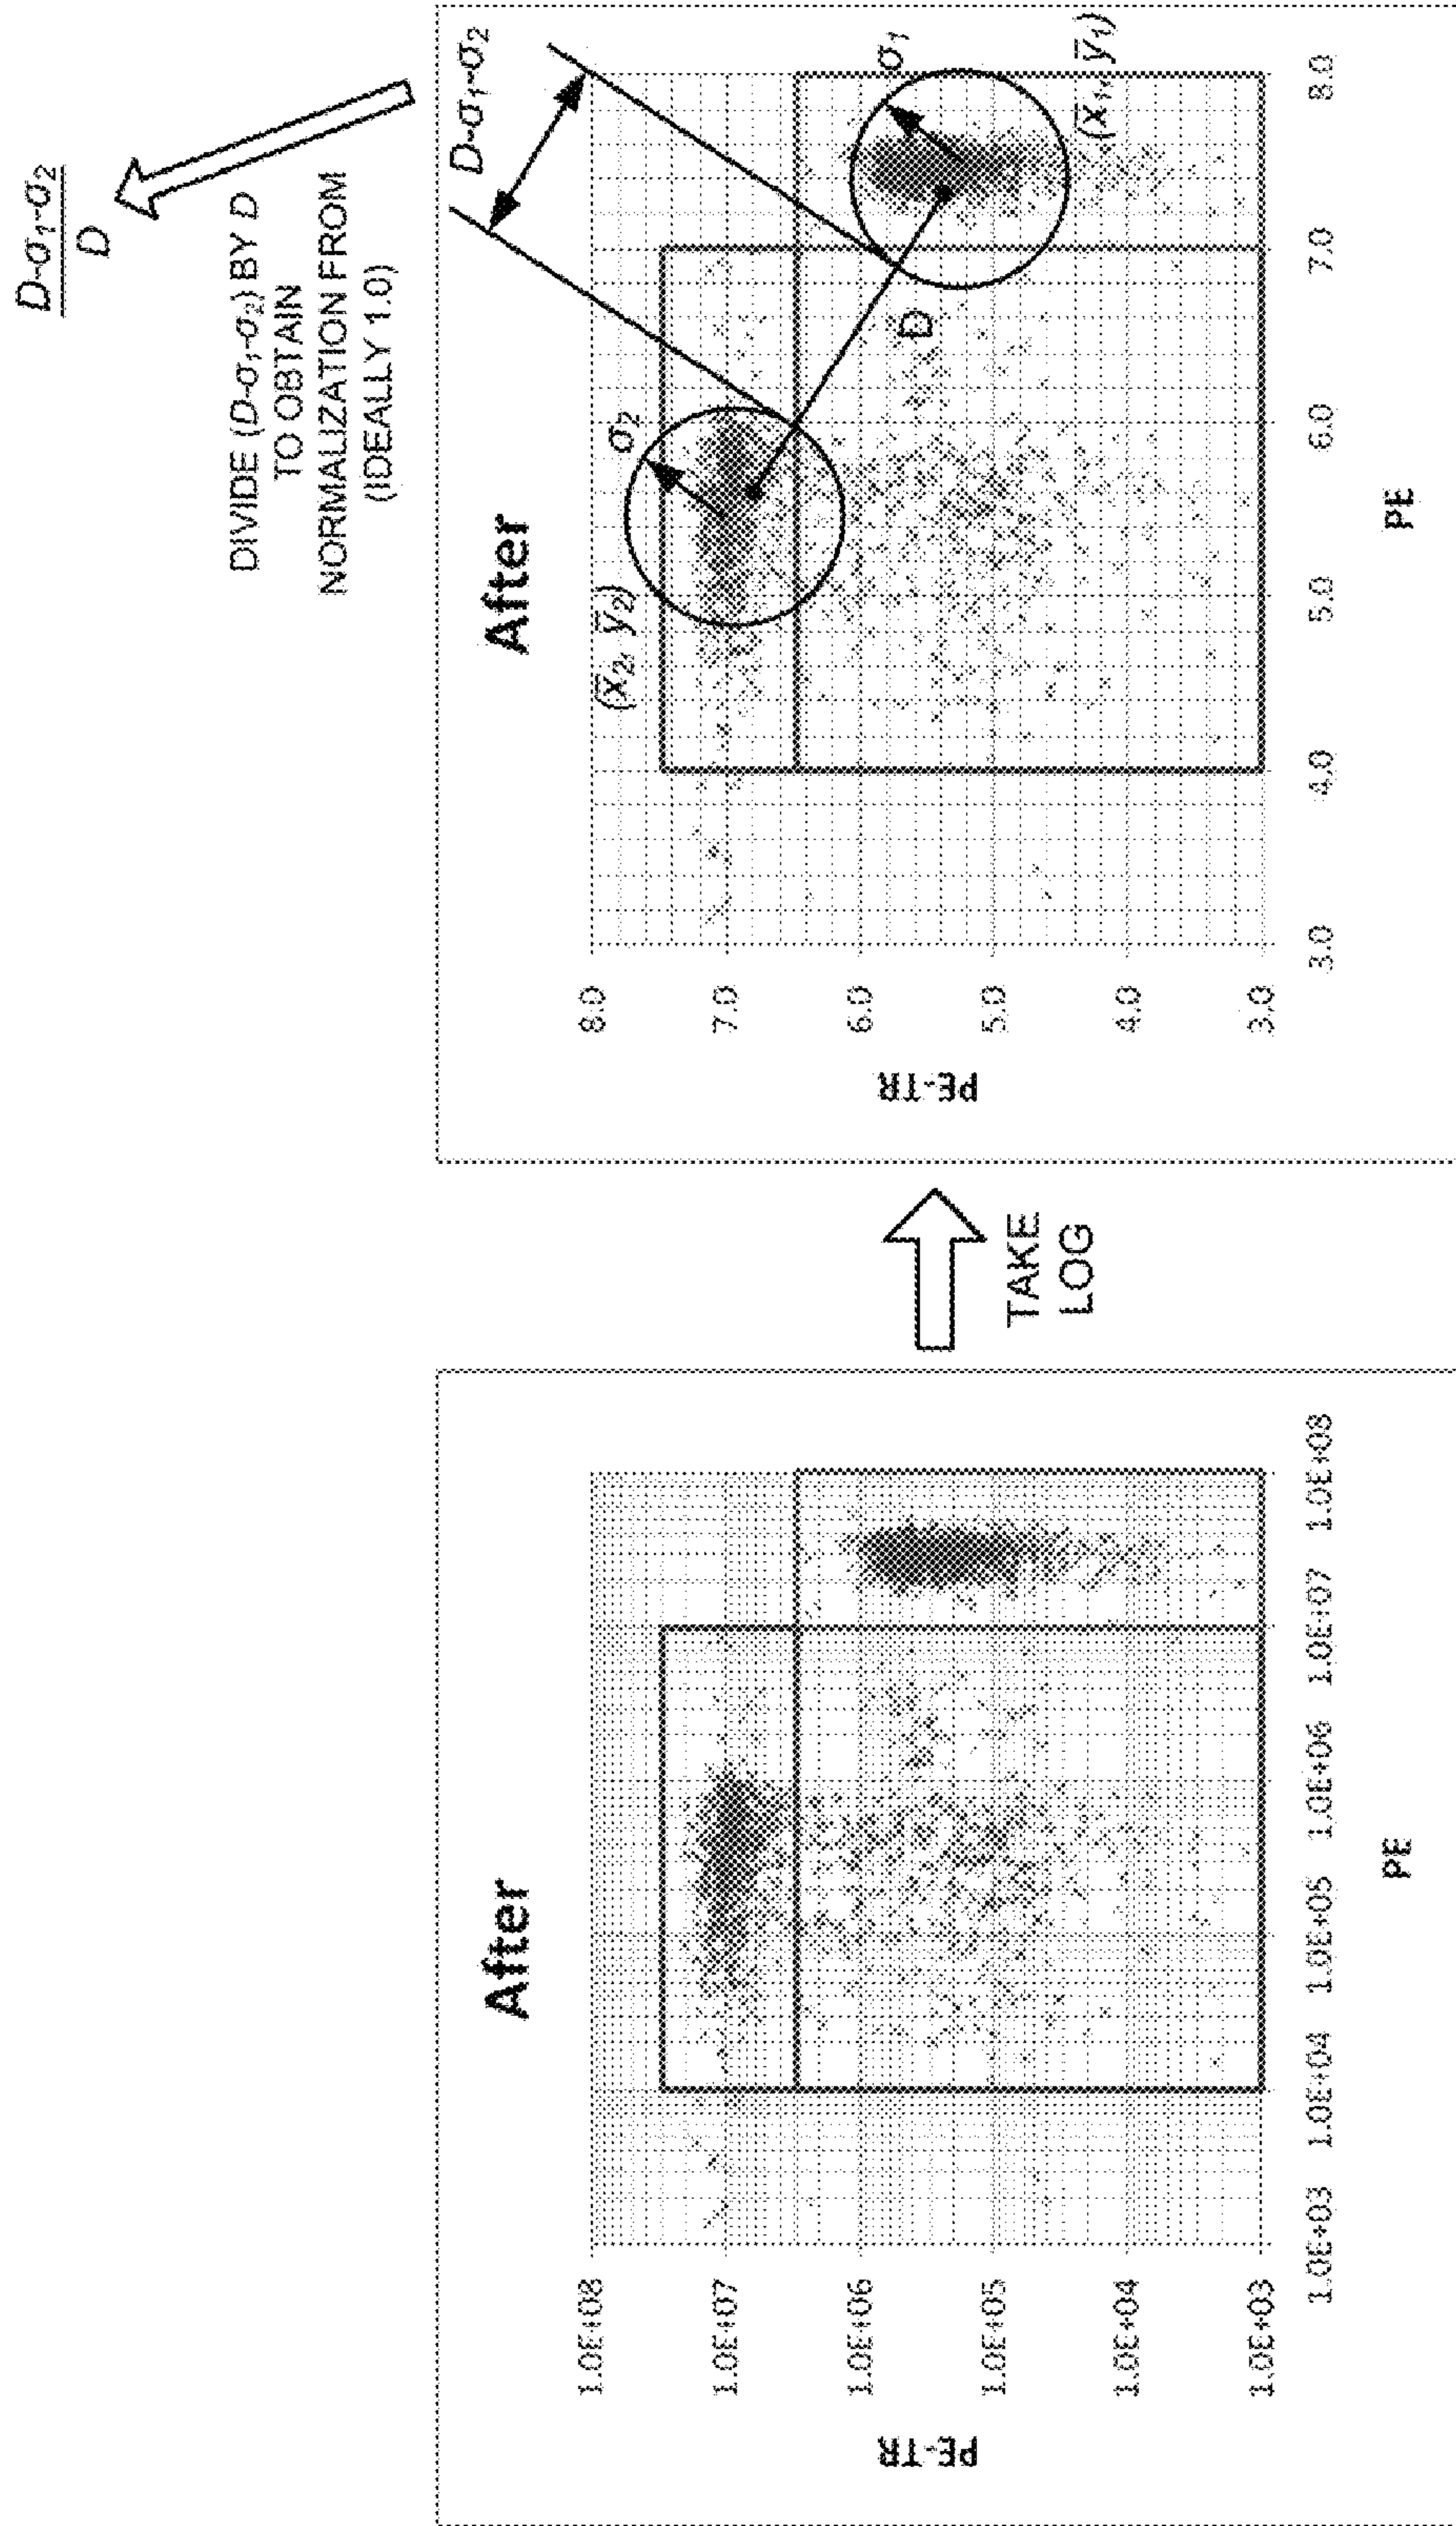 After
PE-TR
1.0E+08
1.0E+07
1.0E+06
1.0E+05
1.0E+04
1.0E+03
1.0E+03 1.0E+04 1.0E+05 1.0E+06 1.0E+07 1.0E+08
PE
TAKE
LOG
D-σ₁-σ₂
D
DIVIDE (D-σ₁-σ₂) BY D
TO OBTAIN
NORMALIZATION FROM
(IDEALLY 1.0)
After
PE-TR
8.0
7.0
6.0
5.0
4.0
3.0
3.0 4.0 5.0 6.0 7.0 8.0
PE
(x̄₂, ȳ₂)
σ₂
D-σ₁-σ₂
D
σ₁
(x̄₁, ȳ₁)